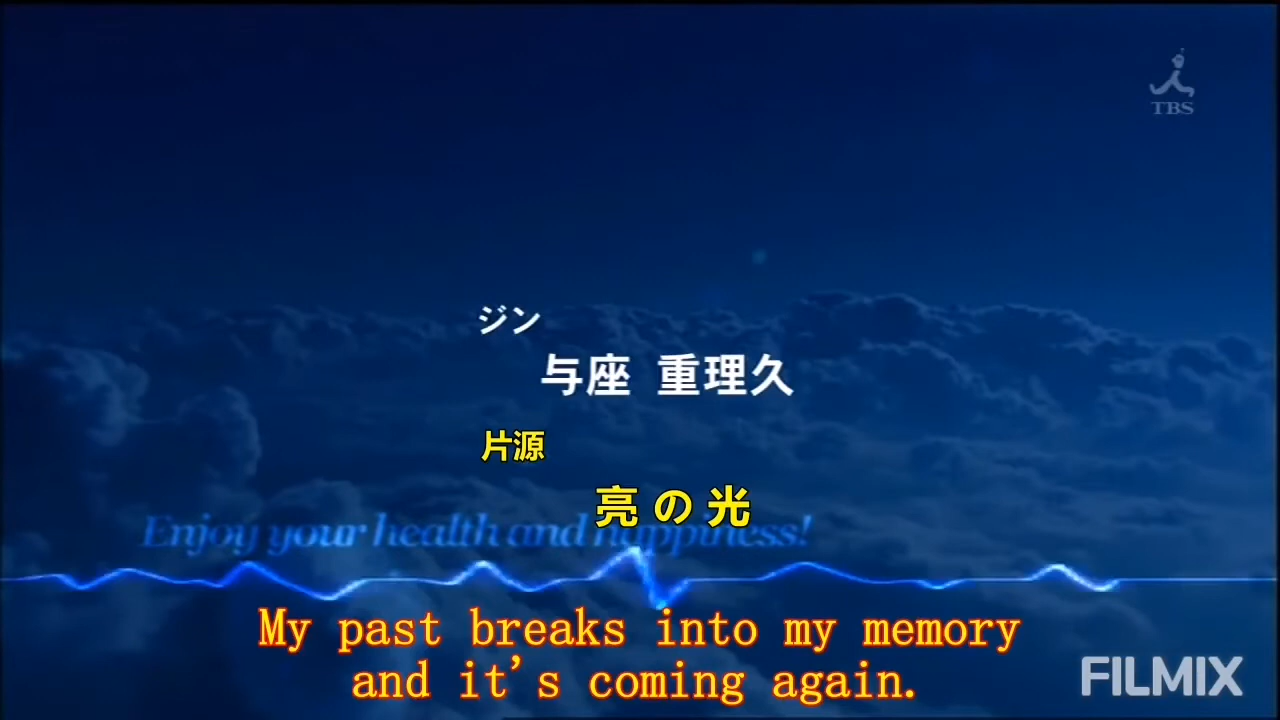 TBS
ジン
与座 重理久
片源
亮の光
Enjoy your health and happiness!
My past breaks into my memory
and it's coming again.
FILMIX